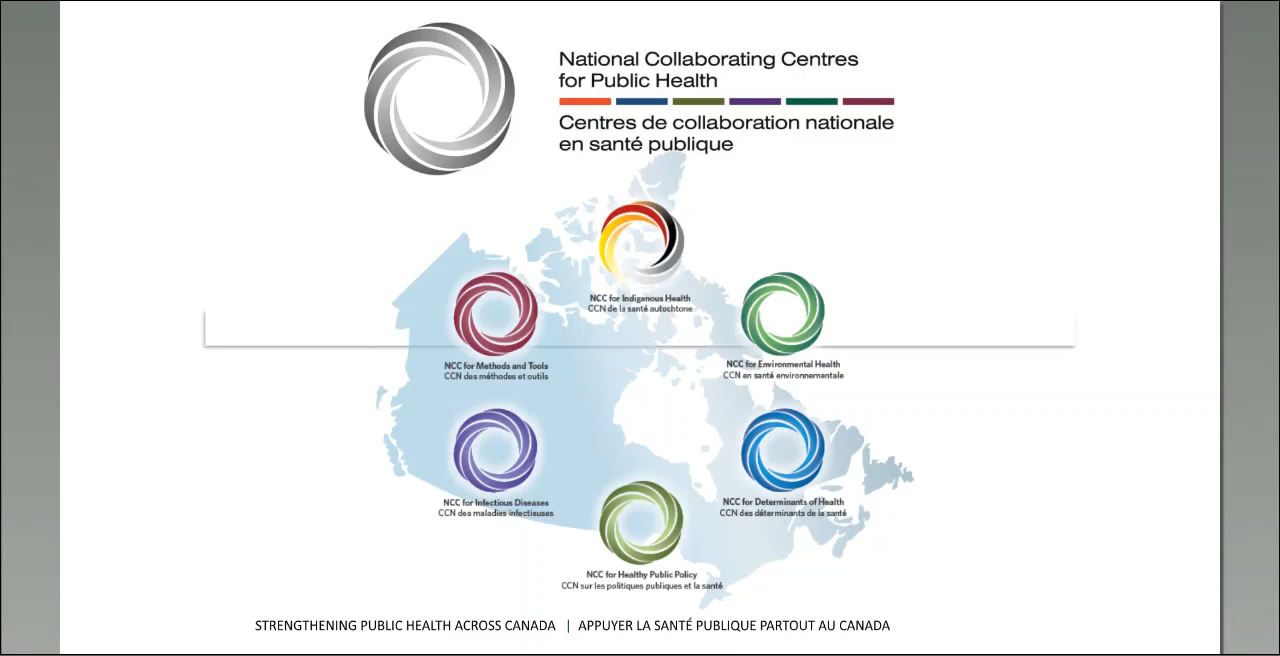 National Collaborating Centres
for Public Health
Centres de collaboration nationale
en santé publique
NCC for Indigenous Health
CCN de la santé autochtone
NCC for Methods and Tools
CCN des méthodes et outils
NCC for Environmental Health
CCN en santé environnementale
NCC for Infectious Diseases
CCN des maladies infectieuses
NCC for Determinants of Health
CCN des déterminants de la santé
NCC for Healthy Public Policy
CCN sur les politiques publiques et la santé
STRENGTHENING PUBLIC HEALTH ACROSS CANADA | APPUYER LA SANTÉ PUBLIQUE PARTOUT AU CANADA